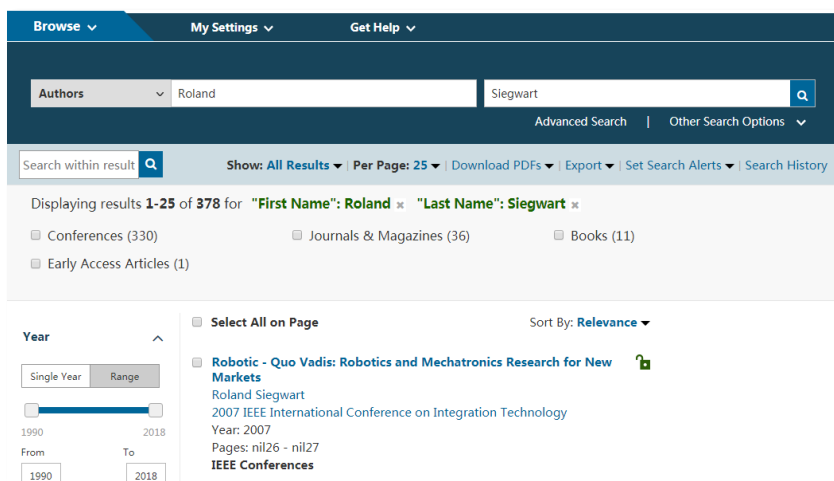 Browse My Settings Get Help
Authors Roland Siegwart
Advanced Search | Other Search Options
Search within result Show: All Results | Per Page: 25 | Download PDFs | Export | Set Search Alerts | Search History
Displaying results 1-25 of 378 for "First Name": Roland × "Last Name": Siegwart ×
Conferences (330) Journals & Magazines (36) Books (11)
Early Access Articles (1)
Select All on Page Sort By: Relevance
Year
Single Year Range
1990 2018
From To
1990 2018
Robotic - Quo Vadis: Robotics and Mechatronics Research for New
Markets
Roland Siegwart
2007 IEEE International Conference on Integration Technology
Year: 2007
Pages: nil26 - nil27
IEEE Conferences